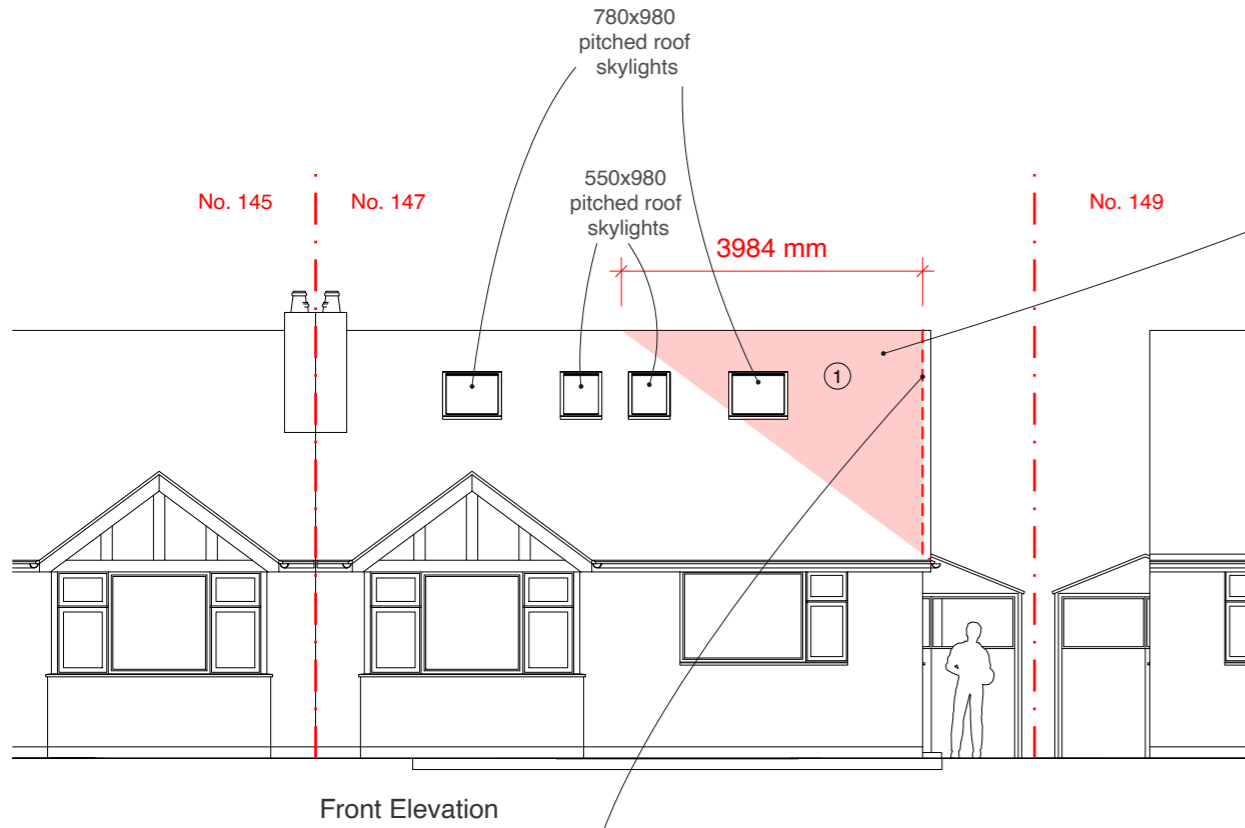 780x980
pitched roof
skylights
550x980
pitched roof
skylights
No. 145
No. 147
No. 149
3984 mm
1
Front Elevation